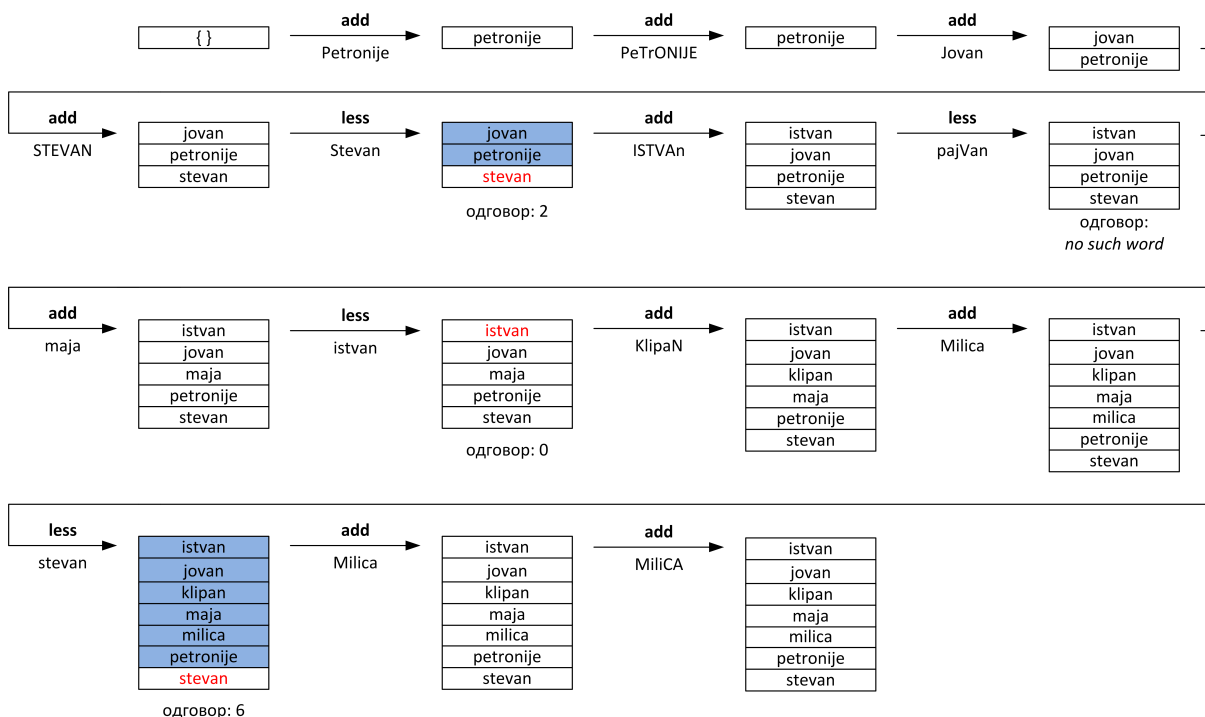 { }
add
Petronije
petronije
add
PeTrONIJE
petronije
add
Jovan
jovan
petronije
add
STEVAN
jovan
petronije
stevan
less
Stevan
jovan
petronije
stevan
одговор: 2
add
ISTVAn
istvan
jovan
petronije
stevan
less
pajVan
istvan
jovan
petronije
stevan
одговор:
no such word
add
maja
istvan
jovan
maja
petronije
stevan
less
istvan
istvan
jovan
maja
petronije
stevan
одговор: 0
add
KlipaN
istvan
jovan
klipan
maja
petronije
stevan
add
Milica
istvan
jovan
klipan
maja
milica
petronije
stevan
less
stevan
istvan
jovan
klipan
maja
milica
petronije
stevan
одговор: 6
add
Milica
istvan
jovan
klipan
maja
milica
petronije
stevan
add
MiliCA
istvan
jovan
klipan
maja
milica
petronije
stevan